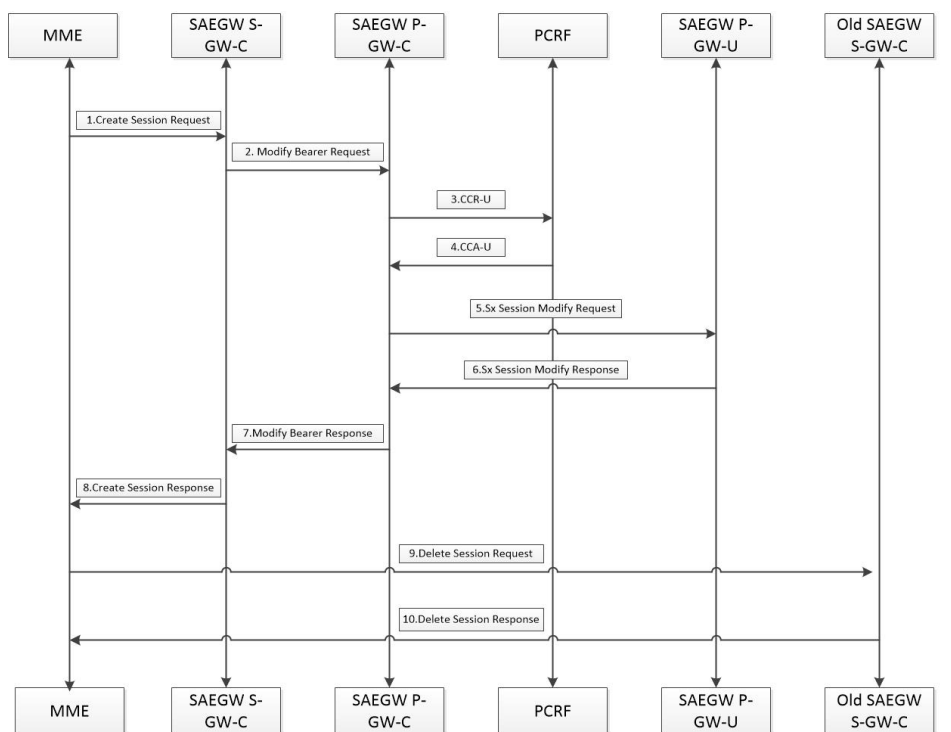 MME
SAEGW S-
GW-C
SAEGW P-
GW-C
PCRF
SAEGW P-
GW-U
Old SAEGW
S-GW-C
1.Create Session Request
2. Modify Bearer Request
3.CCR-U
4.CCA-U
5.Sx Session Modify Request
6.Sx Session Modify Response
7.Modify Bearer Response
8.Create Session Response
9.Delete Session Request
10.Delete Session Response
MME
SAEGW S-
GW-C
SAEGW P-
GW-C
PCRF
SAEGW P-
GW-U
Old SAEGW
S-GW-C